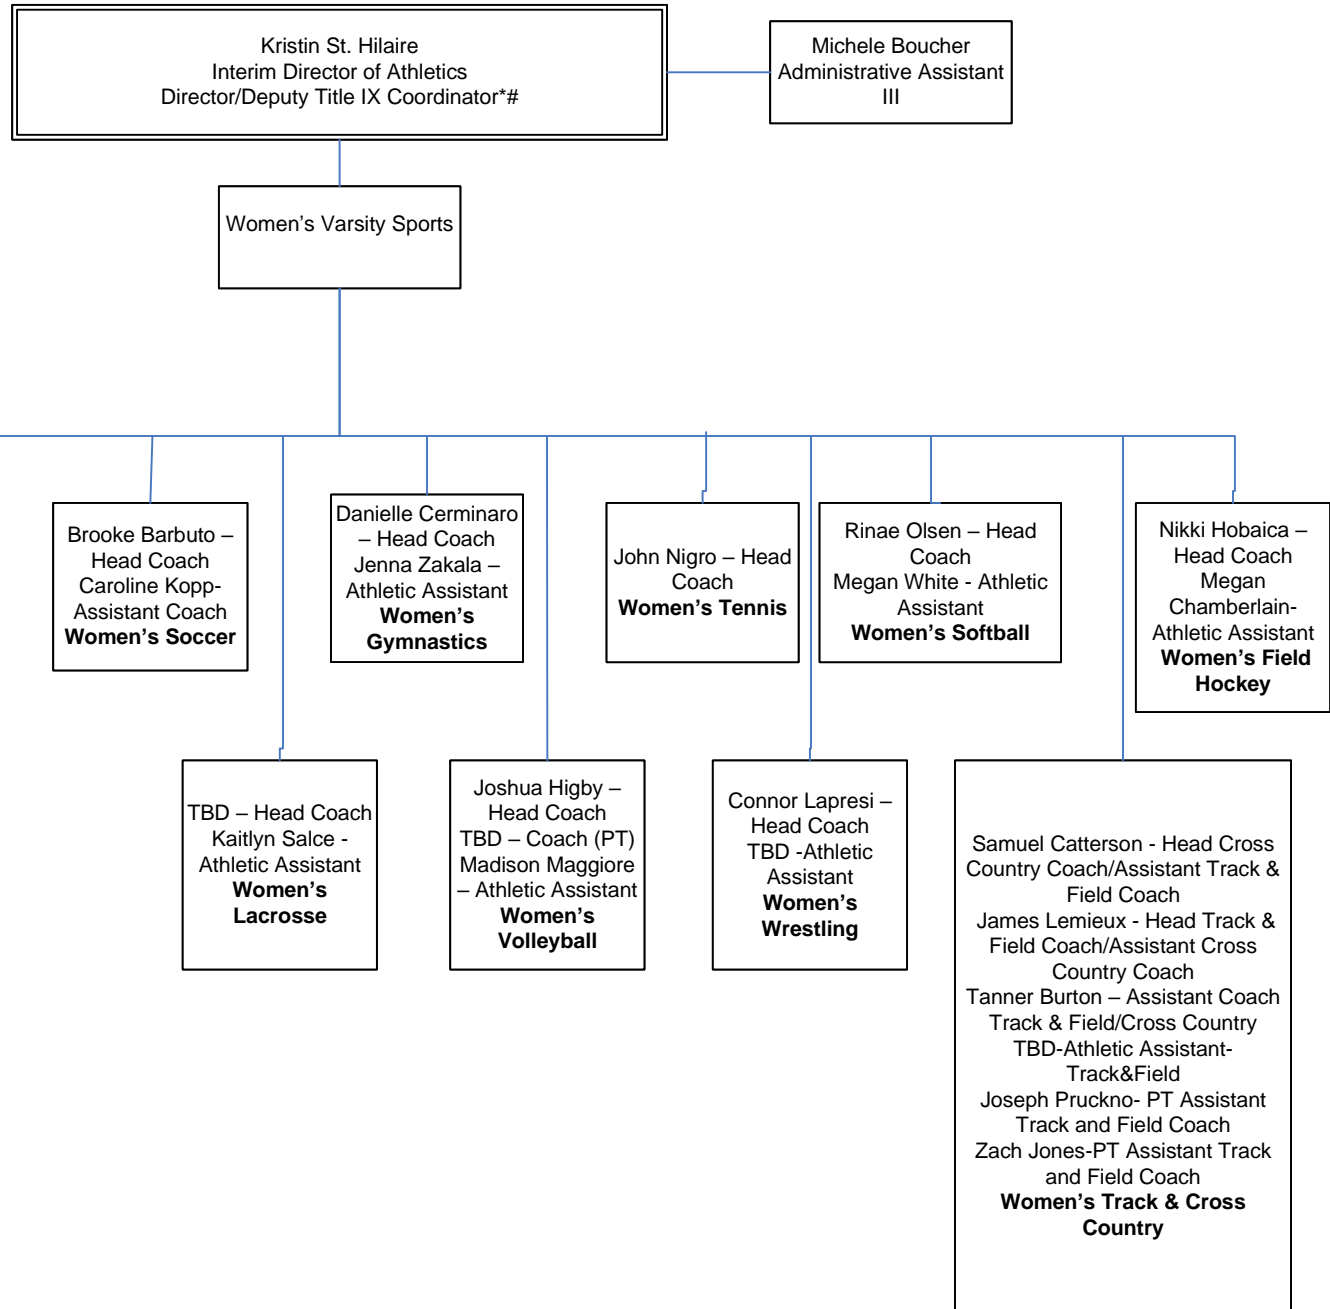 Kristin St. Hilaire
Interim Director of Athletics
Director/Deputy Title IX Coordinator*#
Michele Boucher
Administrative Assistant
III
Women’s Varsity Sports
Brooke Barbuto –
Head Coach
Caroline Kopp-
Assistant Coach
Women’s Soccer
Danielle Cerminaro
– Head Coach
Jenna Zakala –
Athletic Assistant
Women’s
Gymnastics
John Nigro – Head
Coach
Women’s Tennis
Rinae Olsen – Head
Coach
Megan White - Athletic
Assistant
Women’s Softball
Nikki Hobaica –
Head Coach
Megan
Chamberlain-
Athletic Assistant
Women’s Field
Hockey
TBD – Head Coach
Kaitlyn Salce -
Athletic Assistant
Women’s
Lacrosse
Joshua Higby –
Head Coach
TBD – Coach (PT)
Madison Maggiore
– Athletic Assistant
Women’s
Volleyball
Connor Lapresi –
Head Coach
TBD -Athletic
Assistant
Women’s
Wrestling
Samuel Catterson - Head Cross
Country Coach/Assistant Track &
Field Coach
James Lemieux - Head Track &
Field Coach/Assistant Cross
Country Coach
Tanner Burton – Assistant Coach
Track & Field/Cross Country
TBD-Athletic Assistant-
Track&Field
Joseph Pruckno- PT Assistant
Track and Field Coach
Zach Jones-PT Assistant Track
and Field Coach
Women’s Track & Cross
Country